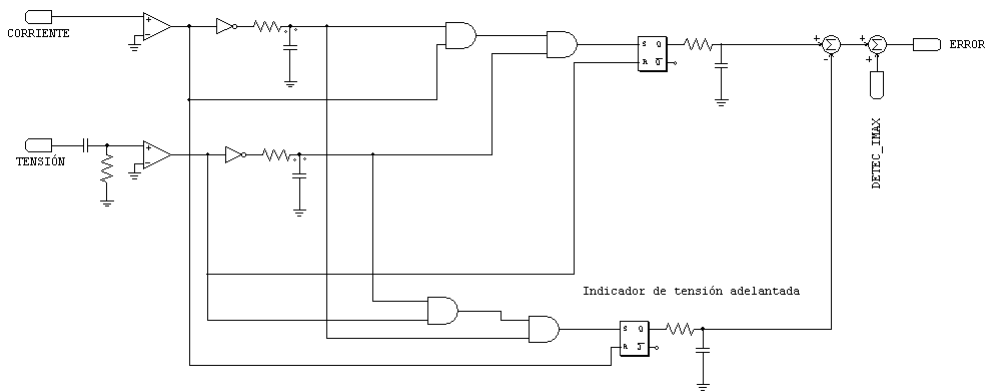 CORRIENTE
S Q
R Q
ERROR
TENSIÓN
DETEC_IMAX
Indicador de tensión adelantada
S Q
R Q